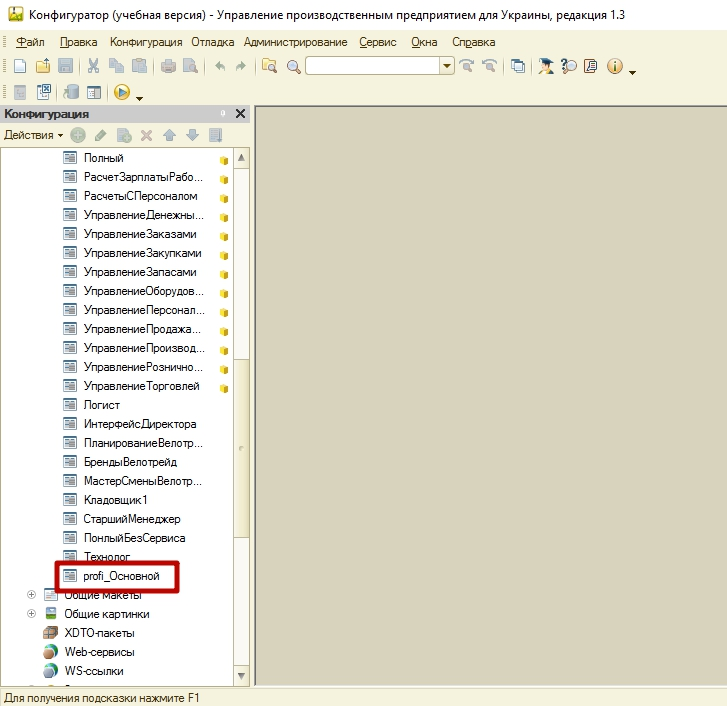 Конфигуратор (учебная версия) - Управление производственным предприятием для Украины, редакция 1.3
Файл Правка Конфигурация Отладка Администрирование Сервис Окна Справка
Конфигурация
Действия
Полный
РасчетЗарплатыРабо...
РасчетыСПерсоналом
УправлениеДенежны...
УправлениеЗаказами
УправлениеЗакупками
УправлениеЗапасами
УправлениеОборудов...
УправлениеПерсонал...
УправлениеПродажа...
УправлениеПроизвод...
УправлениеРознично...
УправлениеТорговлей
Логист
ИнтерфейсДиректора
ПланированиеВелотр...
БрендыВелотрейд
МастерСменыВелотр...
Кладовщик1
СтаршийМенеджер
ПонлыйБезСервиса
Технолог
profi_Основной
Общие макеты
Общие картинки
XDTO-пакеты
Web-сервисы
WS-ссылки
Для получения подсказки нажмите F1